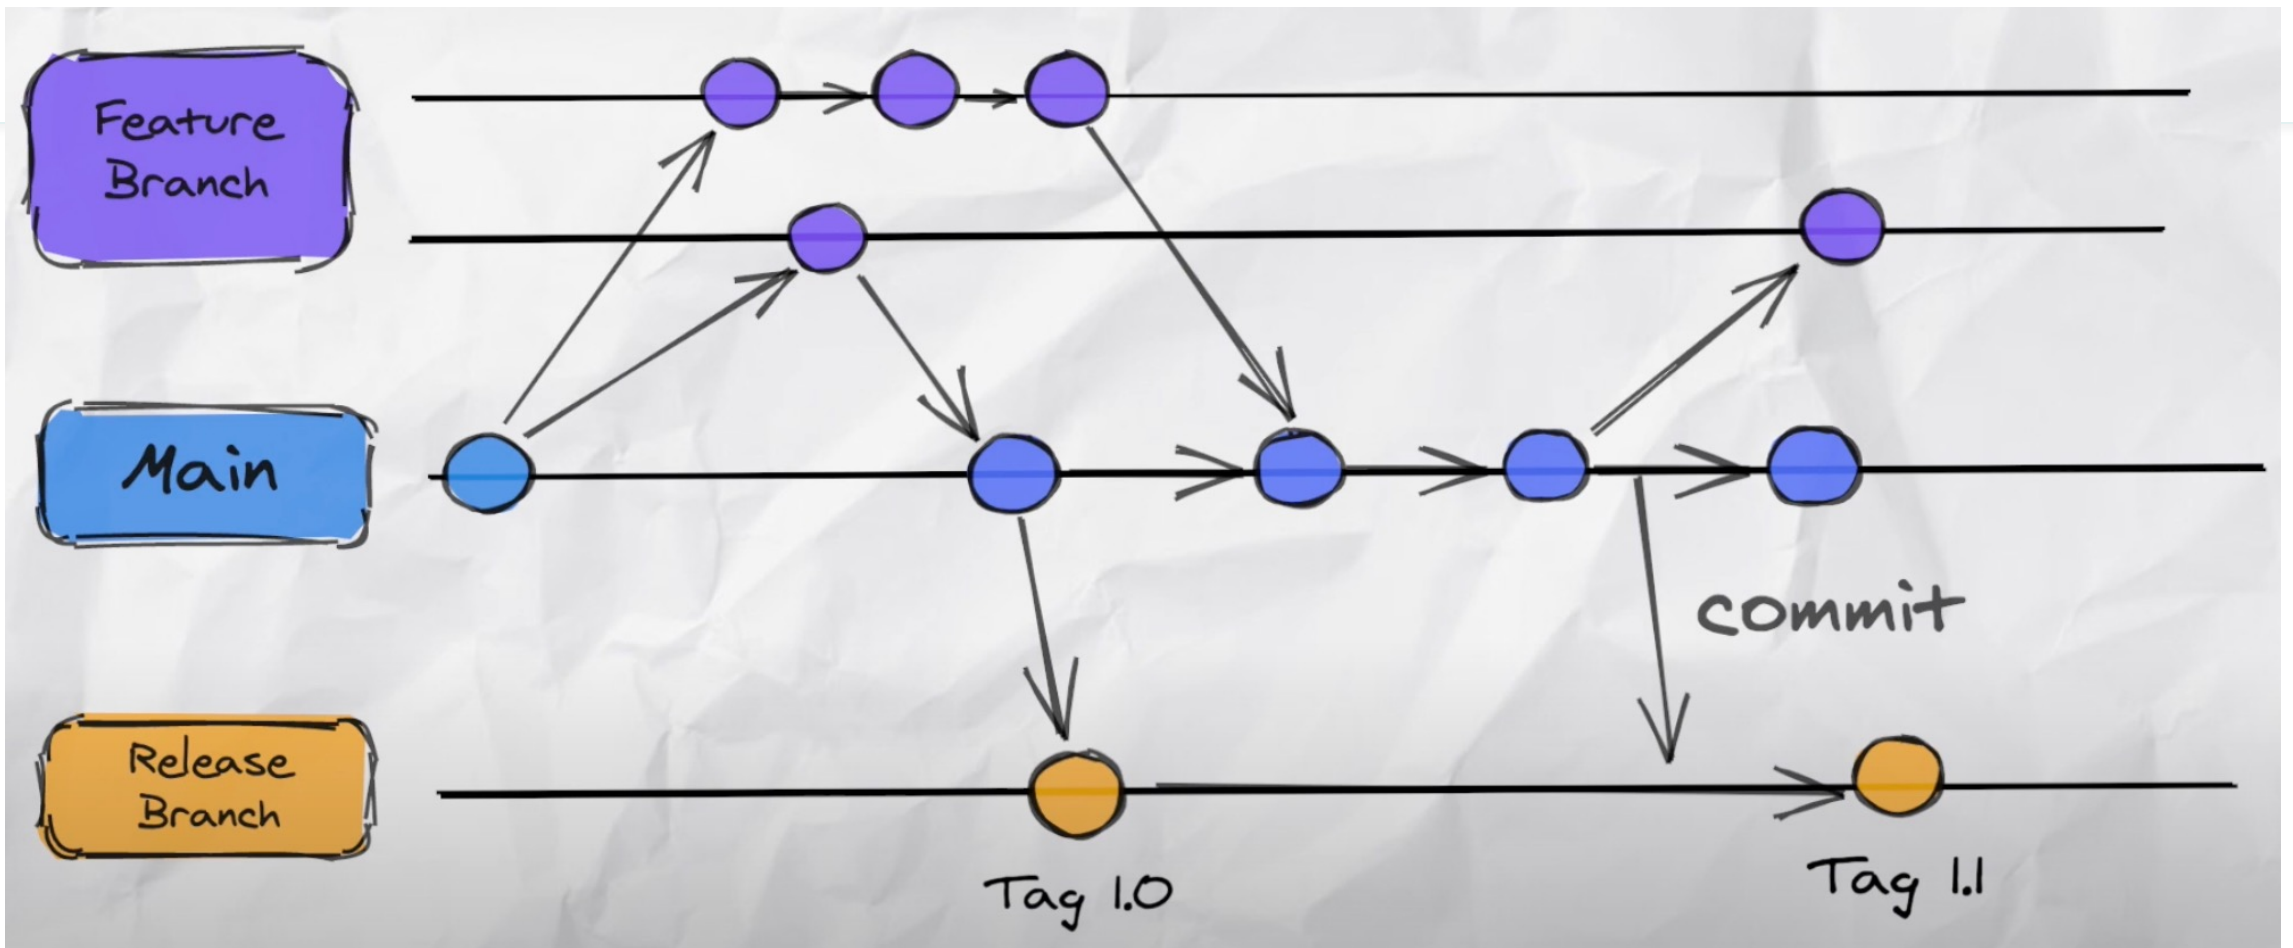 Feature
Branch
Main
commit
Release
Branch
Tag 1.0
Tag 1.1